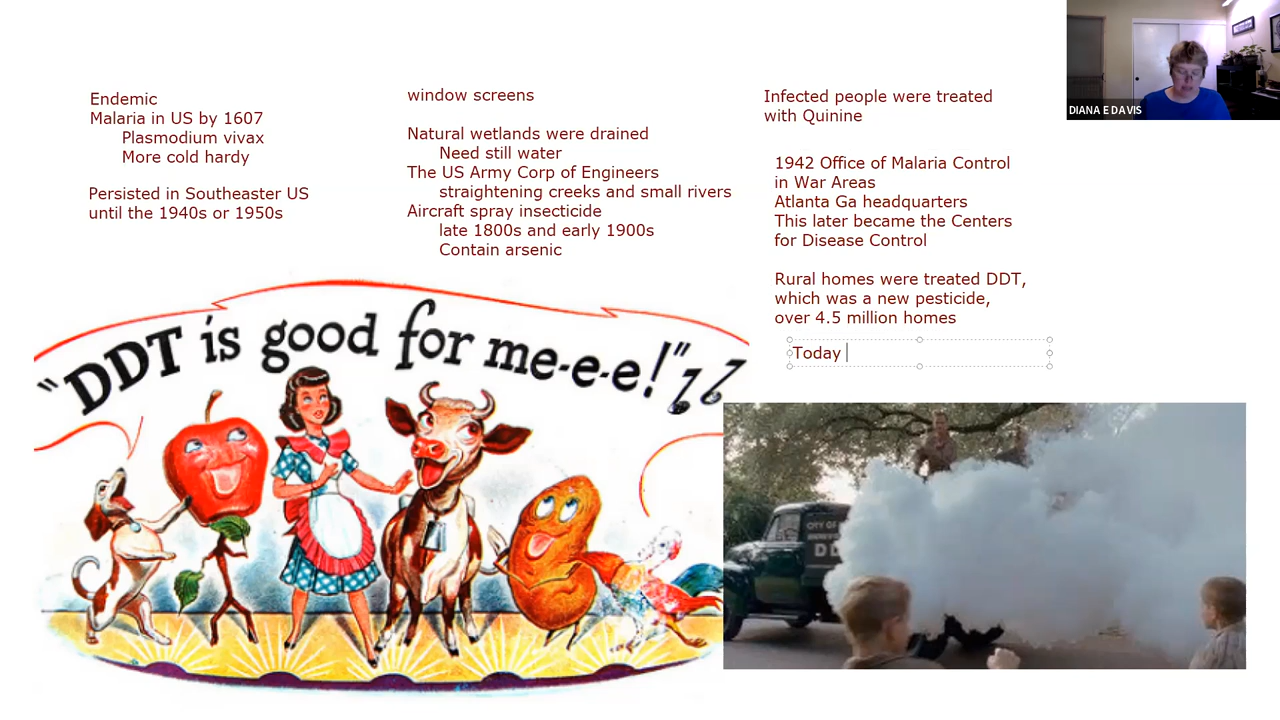 Endemic
Malaria in US by 1607
Plasmodium vivax
More cold hardy
Persisted in Southeaster US
until the 1940s or 1950s
window screens
Natural wetlands were drained
Need still water
The US Army Corp of Engineers
straightening creeks and small rivers
Aircraft spray insecticide
late 1800s and early 1900s
Contain arsenic
Infected people were treated
with Quinine
1942 Office of Malaria Control
in War Areas
Atlanta Ga headquarters
This later became the Centers
for Disease Control
Rural homes were treated DDT,
which was a new pesticide,
over 4.5 million homes
Today
DIANA E DAVIS
"DDT is good for me-e-e!"
CITY OF